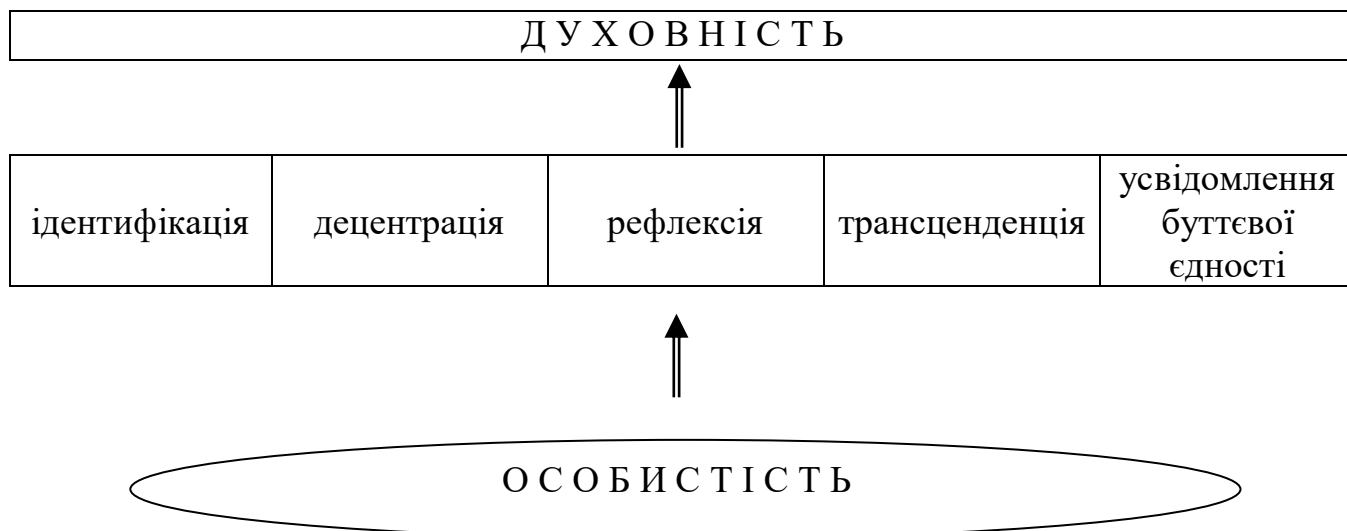 Д У Х О В Н І С Т Ь
ідентифікація
децентрація
рефлексія
трансценденція
усвідомлення
буттєвої
єдності
О С О Б И С Т І С Т Ь